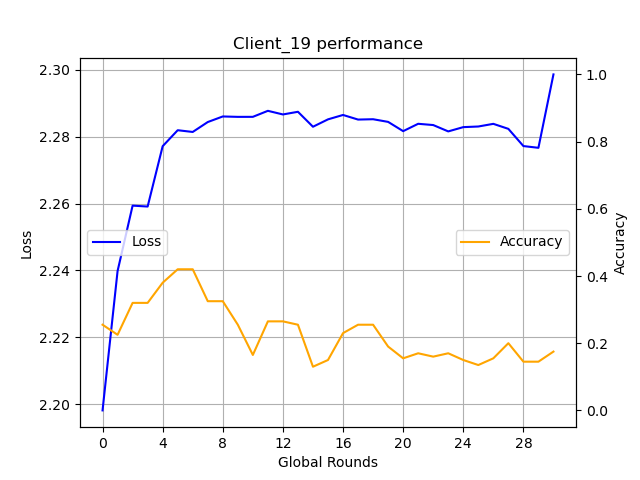 Client_19 performance
2.30
2.28
2.26
2.24
2.22
2.20
Loss
Loss
Accuracy
1.0
0.8
0.6
0.4
0.2
0.0
Accuracy
0 4 8 12 16 20 24 28
Global Rounds